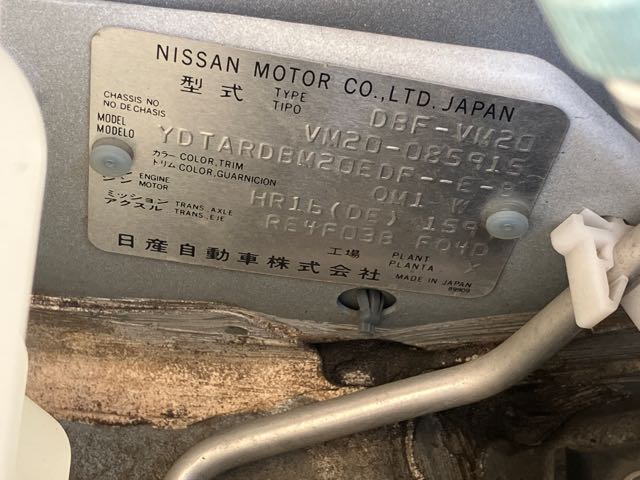 NISSAN MOTOR CO.,LTD. JAPAN
型式 TYPE TIPO DBF-VM20
CHASSIS NO. NO.DE CHASIS VM20-085915
MODEL MODELO YDTARDBM20EDF--E-
カラー COLOR,TRIM トリム COLOR,GUARNICION QM1 W
エンジン ENGINE MOTOR HR16(DE) 1598
ミッション TRANS. AXLE アクスル TRANS. EJE RE4F03B FQ4D
工場 PLANT PLANTA Y
日産自動車株式会社 MADE IN JAPAN
89909